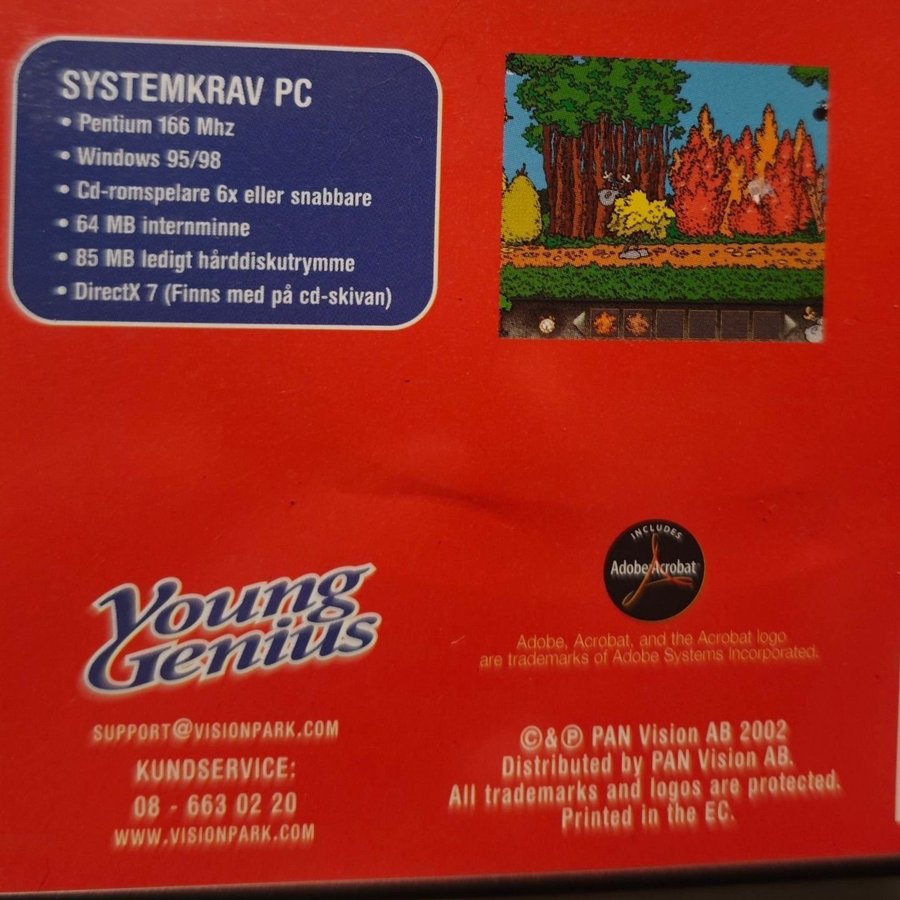 SYSTEMKRAV PC
• Pentium 166 Mhz
• Windows 95/98
• Cd-romspelare 6x eller snabbare
• 64 MB internminne
• 85 MB ledigt hårddiskutrymme
• DirectX 7 (Finns med på cd-skivan)
Young
Genius
SUPPORT@VISIONPARK.COM
KUNDSERVICE:
08 - 663 02 20
WWW.VISIONPARK.COM
INCLUDES
Adobe Acrobat
Adobe, Acrobat, and the Acrobat logo
are trademarks of Adobe Systems Incorporated.
©&℗ PAN Vision AB 2002
Distributed by PAN Vision AB.
All trademarks and logos are protected.
Printed in the EC.